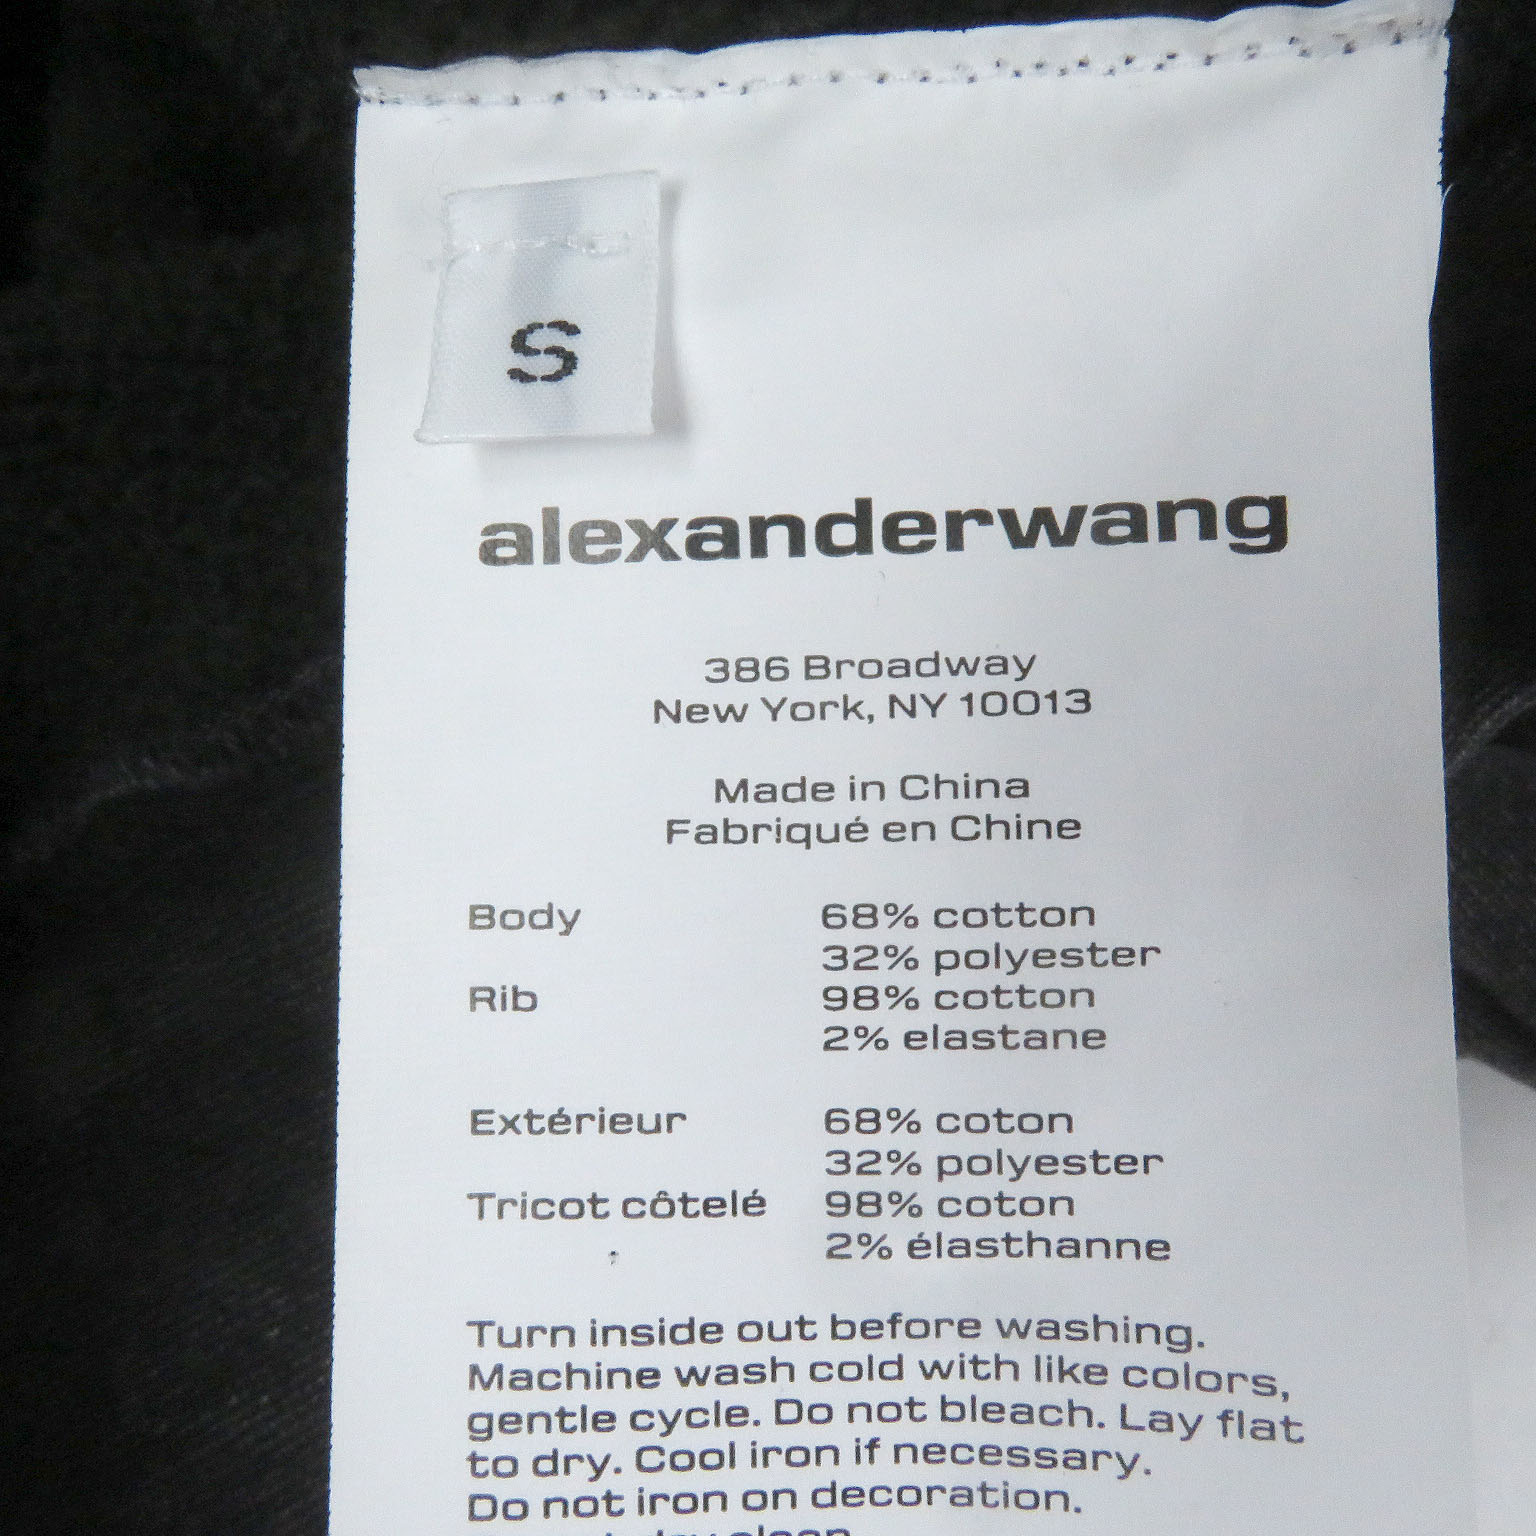 S
alexanderwang
386 Broadway
New York, NY 10013
Made in China
Fabriqué en Chine
Body 68% cotton
32% polyester
Rib 98% cotton
2% elastane
Extérieur 68% coton
32% polyester
Tricot côtelé 98% coton
2% élasthanne
Turn inside out before washing.
Machine wash cold with like colors,
gentle cycle. Do not bleach. Lay flat
to dry. Cool iron if necessary.
Do not iron on decoration.
dry clean